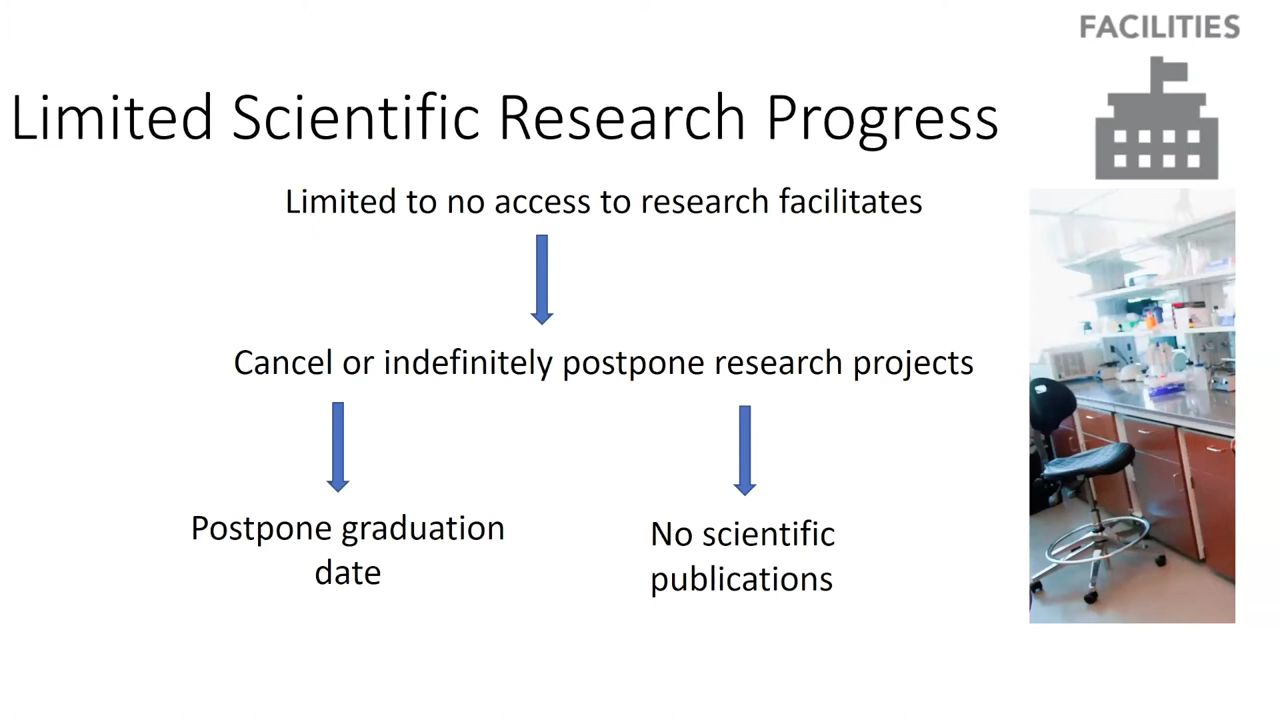 FACILITIES
Limited Scientific Research Progress
Limited to no access to research facilitates
Cancel or indefinitely postpone research projects
Postpone graduation
date
No scientific
publications